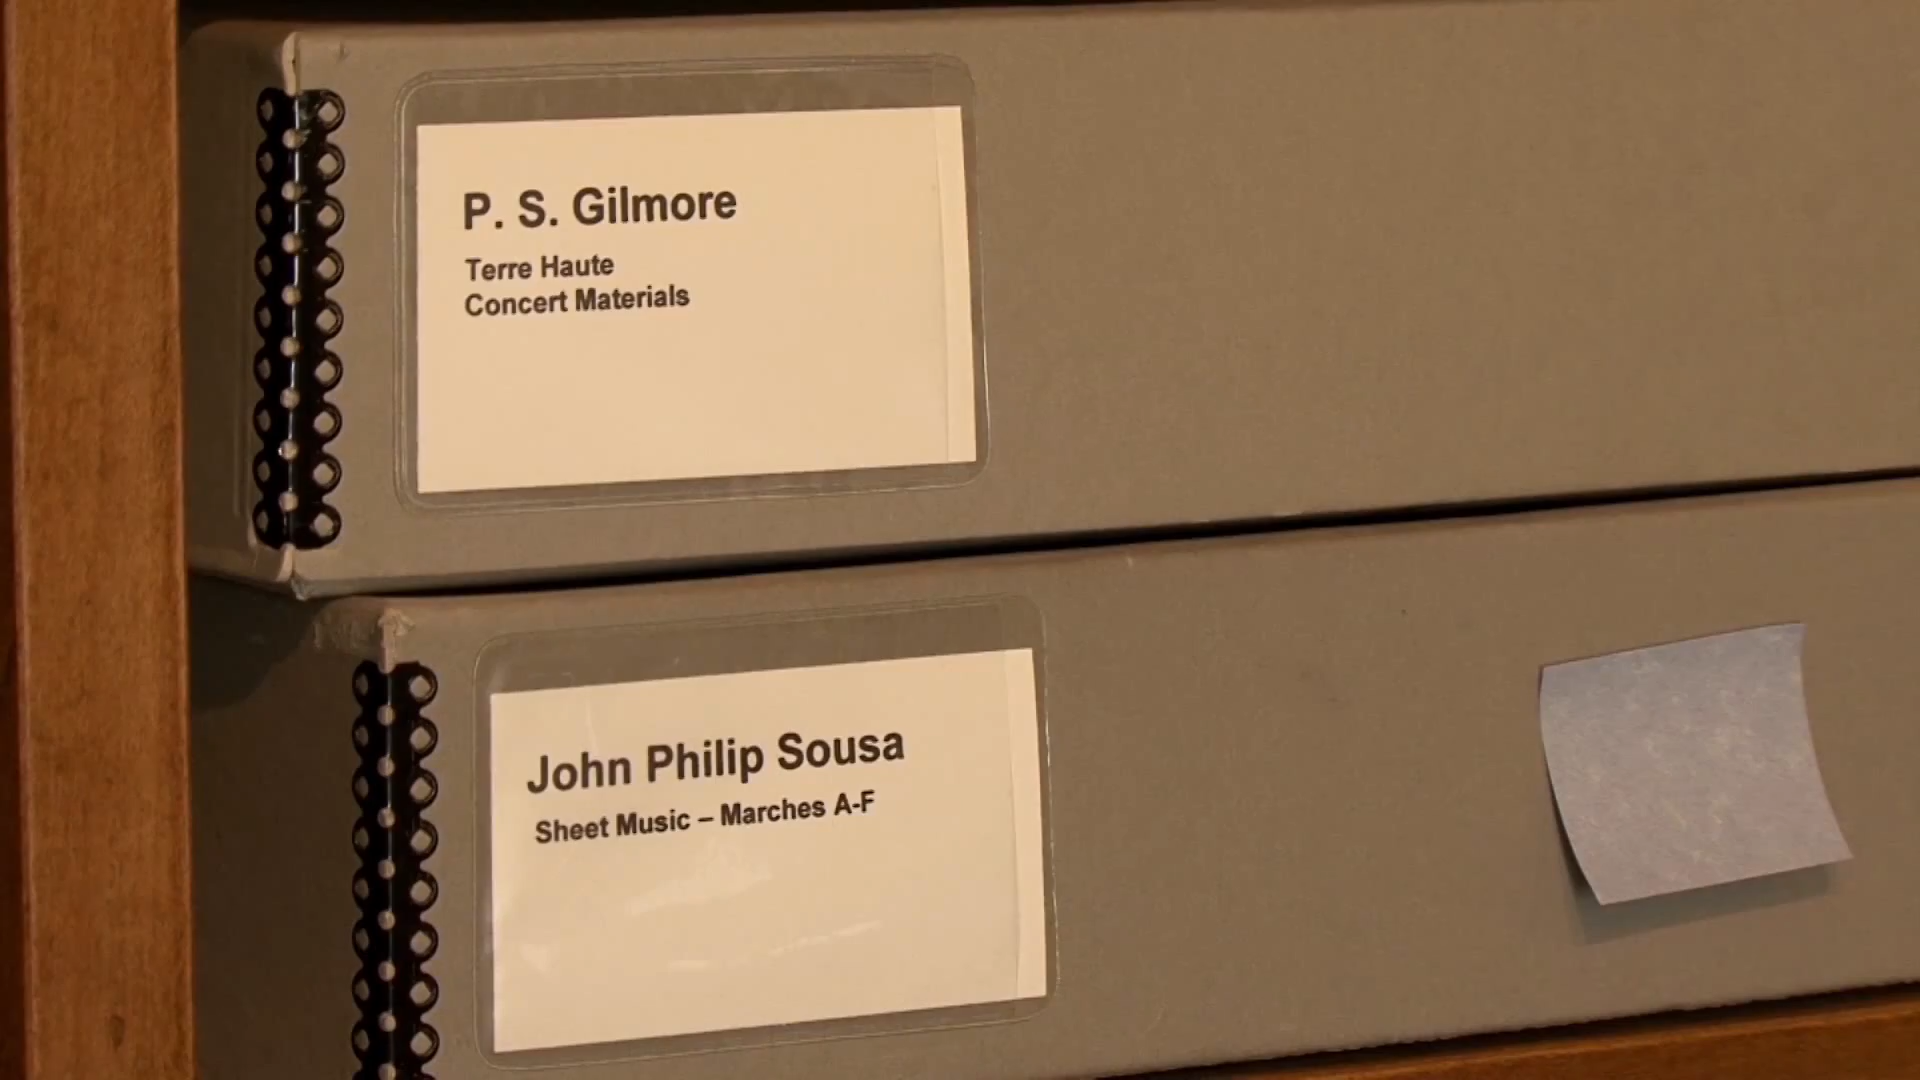 P. S. Gilmore
Terre Haute
Concert Materials
John Philip Sousa
Sheet Music – Marches A-F